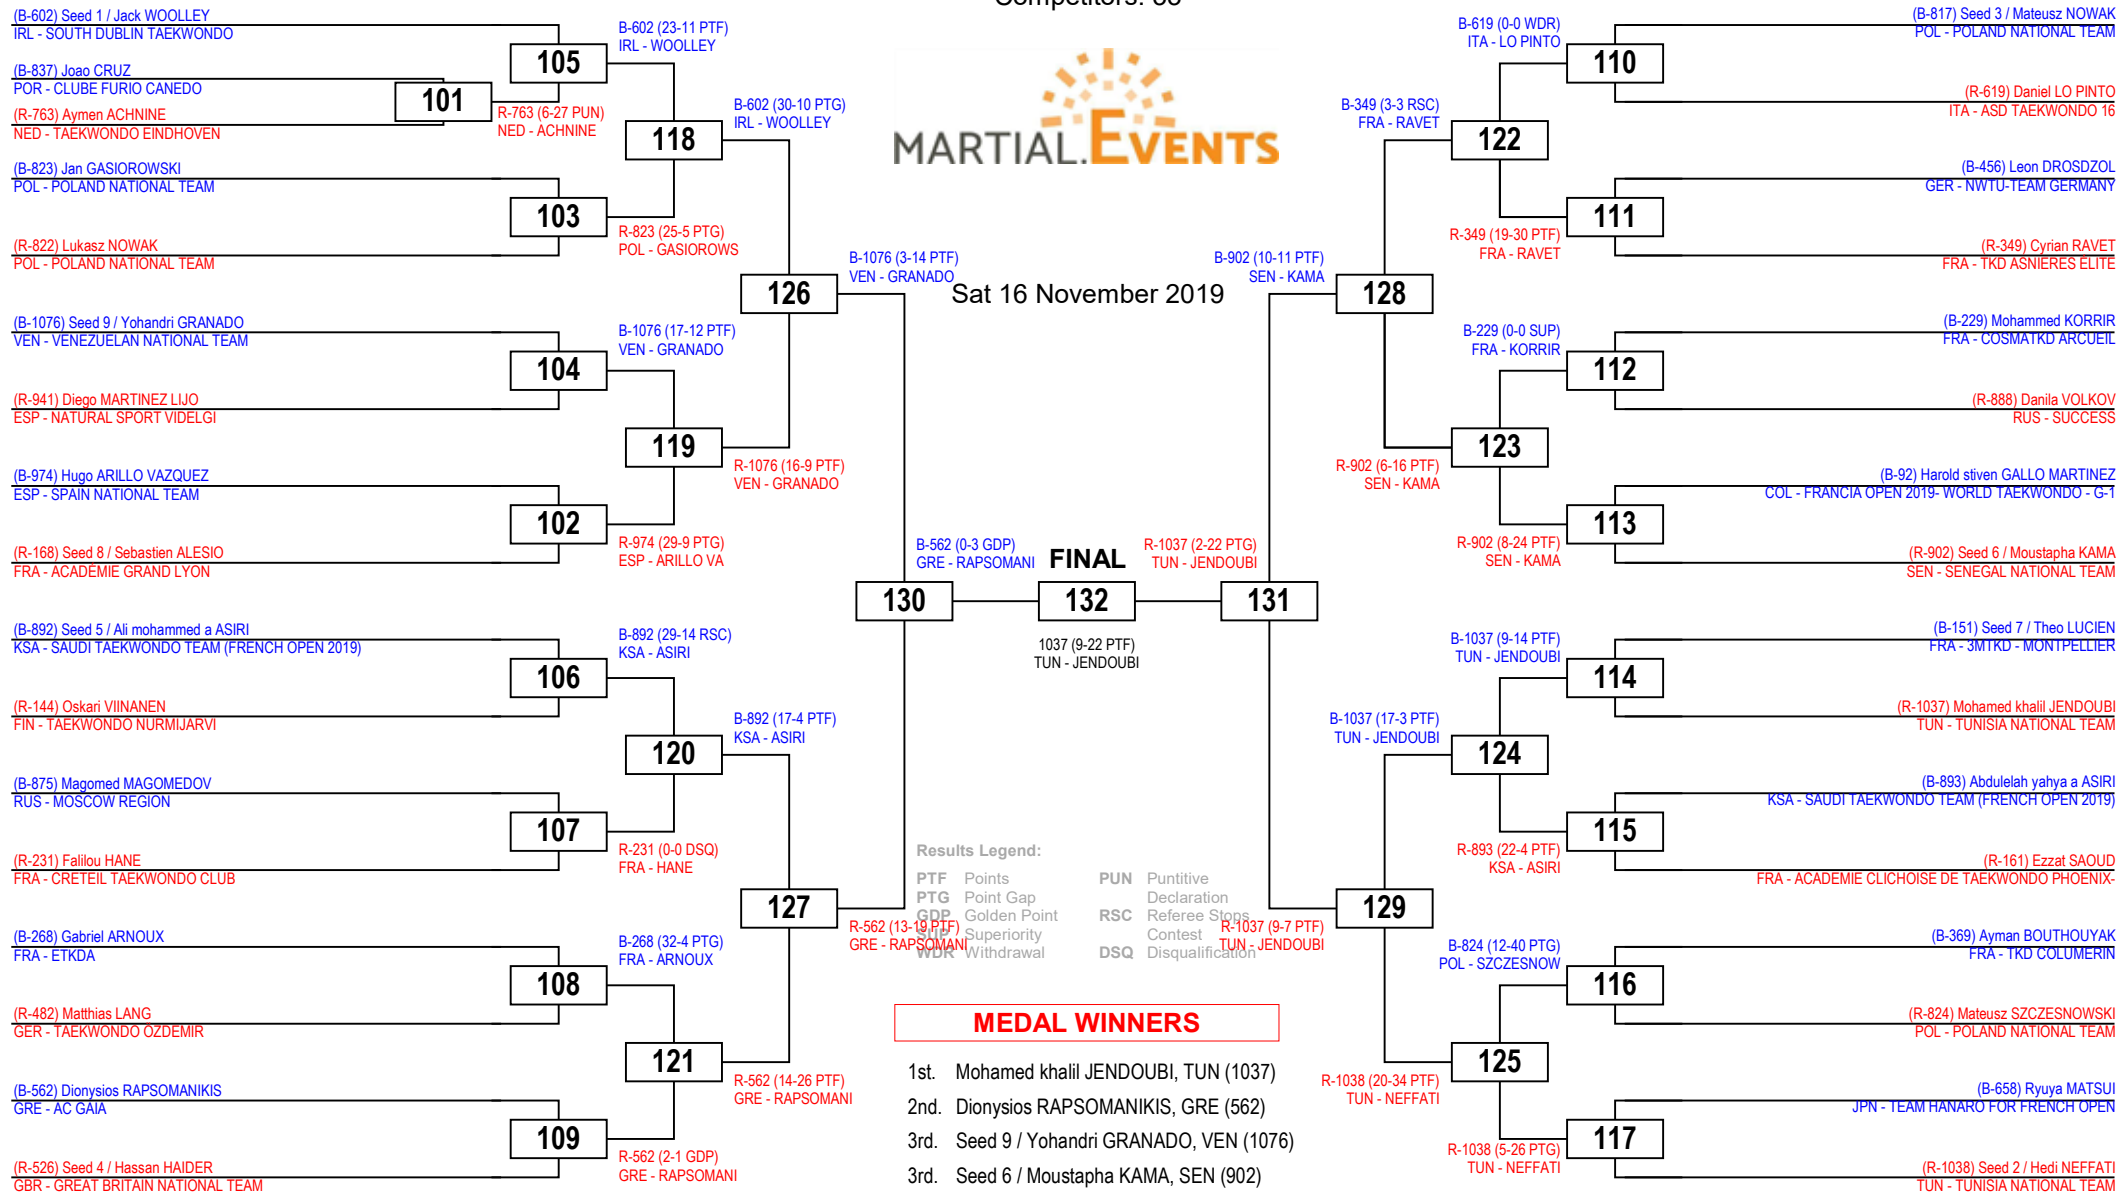 Competitors: 33
(B-602) Seed 1 / Jack WOOLLEY
IRL - SOUTH DUBLIN TAEKWONDO
(B-837) Joao CRUZ
POR - CLUBE FURIO CANEDO
(R-763) Aymen ACHNINE
NED - TAEKWONDO EINDHOVEN
(B-823) Jan GASIOROWSKI
POL - POLAND NATIONAL TEAM
(R-822) Lukasz NOWAK
POL - POLAND NATIONAL TEAM
(B-1076) Seed 9 / Yohandri GRANADO
VEN - VENEZUELAN NATIONAL TEAM
(R-941) Diego MARTINEZ LIJO
ESP - NATURAL SPORT VIDELGI
(B-974) Hugo ARILLO VAZQUEZ
ESP - SPAIN NATIONAL TEAM
(R-168) Seed 8 / Sebastien ALESIO
FRA - ACADÉMIE GRAND LYON
(B-892) Seed 5 / Ali mohammed a ASIRI
KSA - SAUDI TAEKWONDO TEAM (FRENCH OPEN 2019)
(R-144) Oskari VIINANEN
FIN - TAEKWONDO NURMIJARVI
(B-875) Magomed MAGOMEDOV
RUS - MOSCOW REGION
(R-231) Falilou HANE
FRA - CRETEIL TAEKWONDO CLUB
(B-268) Gabriel ARNOUX
FRA - ETKDA
(R-482) Matthias LANG
GER - TAEKWONDO ÖZDEMIR
(B-562) Dionysios RAPSOMANIKIS
GRE - AC GAIA
(R-526) Seed 4 / Hassan HAIDER
GBR - GREAT BRITAIN NATIONAL TEAM
101
R-763 (6-27 PUN)
NED - ACHNINE
105
103
104
102
106
107
108
109
B-602 (23-11 PTF)
IRL - WOOLLEY
118
R-823 (25-5 PTG)
POL - GASIOROWS
B-1076 (17-12 PTF)
VEN - GRANADO
119
R-974 (29-9 PTG)
ESP - ARILLO VA
B-892 (29-14 RSC)
KSA - ASIRI
120
R-231 (0-0 DSQ)
FRA - HANE
B-268 (32-4 PTG)
FRA - ARNOUX
121
R-562 (2-1 GDP)
GRE - RAPSOMANI
B-602 (30-10 PTG)
IRL - WOOLLEY
126
R-1076 (16-9 PTF)
VEN - GRANADO
B-892 (17-4 PTF)
KSA - ASIRI
127
R-562 (14-26 PTF)
GRE - RAPSOMANI
B-1076 (3-14 PTF)
VEN - GRANADO
130
R-562 (13-19 PTF)
GRE - RAPSOMANI
MARTIAL.EVENTS
Sat 16 November 2019
B-562 (0-3 GDP)
GRE - RAPSOMANI
FINAL
R-1037 (2-22 PTG)
TUN - JENDOUBI
132
1037 (9-22 PTF)
TUN - JENDOUBI
Results Legend:
PTF Points
PTG Point Gap
GDP Golden Point
SUP Superiority
WDR Withdrawal
PUN Puntitive
Declaration
RSC Referee Stops
Contest
DSQ Disqualification
MEDAL WINNERS
1st. Mohamed khalil JENDOUBI, TUN (1037)
2nd. Dionysios RAPSOMANIKIS, GRE (562)
3rd. Seed 9 / Yohandri GRANADO, VEN (1076)
3rd. Seed 6 / Moustapha KAMA, SEN (902)
B-902 (10-11 PTF)
SEN - KAMA
131
R-1037 (9-7 PTF)
TUN - JENDOUBI
B-349 (3-3 RSC)
FRA - RAVET
128
R-902 (6-16 PTF)
SEN - KAMA
B-1037 (17-3 PTF)
TUN - JENDOUBI
129
R-1038 (20-34 PTF)
TUN - NEFFATI
B-619 (0-0 WDR)
ITA - LO PINTO
122
R-349 (19-30 PTF)
FRA - RAVET
B-229 (0-0 SUP)
FRA - KORRIR
123
R-902 (8-24 PTF)
SEN - KAMA
B-1037 (9-14 PTF)
TUN - JENDOUBI
124
R-893 (22-4 PTF)
KSA - ASIRI
B-824 (12-40 PTG)
POL - SZCZESNOW
125
R-1038 (5-26 PTG)
TUN - NEFFATI
110
111
112
113
114
115
116
117
(B-817) Seed 3 / Mateusz NOWAK
POL - POLAND NATIONAL TEAM
(R-619) Daniel LO PINTO
ITA - ASD TAEKWONDO 16
(B-456) Leon DROSDZOL
GER - NWTU-TEAM GERMANY
(R-349) Cyrian RAVET
FRA - TKD ASNIERES ÉLITE
(B-229) Mohammed KORRIR
FRA - COSMATKD ARCUEIL
(R-888) Danila VOLKOV
RUS - SUCCESS
(B-92) Harold stiven GALLO MARTINEZ
COL - FRANCIA OPEN 2019- WORLD TAEKWONDO - G-1
(R-902) Seed 6 / Moustapha KAMA
SEN - SENEGAL NATIONAL TEAM
(B-151) Seed 7 / Theo LUCIEN
FRA - 3MTKD - MONTPELLIER
(R-1037) Mohamed khalil JENDOUBI
TUN - TUNISIA NATIONAL TEAM
(B-893) Abdulelah yahya a ASIRI
KSA - SAUDI TAEKWONDO TEAM (FRENCH OPEN 2019)
(R-161) Ezzat SAOUD
FRA - ACADEMIE CLICHOISE DE TAEKWONDO PHOENIX-
(B-369) Ayman BOUTHOUYAK
FRA - TKD COLUMERIN
(R-824) Mateusz SZCZESNOWSKI
POL - POLAND NATIONAL TEAM
(B-658) Ryuya MATSUI
JPN - TEAM HANARO FOR FRENCH OPEN
(R-1038) Seed 2 / Hedi NEFFATI
TUN - TUNISIA NATIONAL TEAM